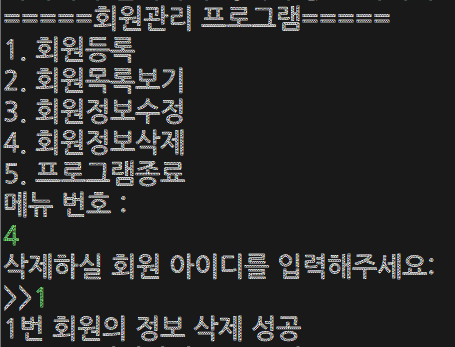 =====회원관리 프로그램=====
1. 회원등록
2. 회원목록보기
3. 회원정보수정
4. 회원정보삭제
5. 프로그램종료
메뉴 번호 :
4
삭제하실 회원 아이디를 입력해주세요:
>>1
1번 회원의 정보 삭제 성공